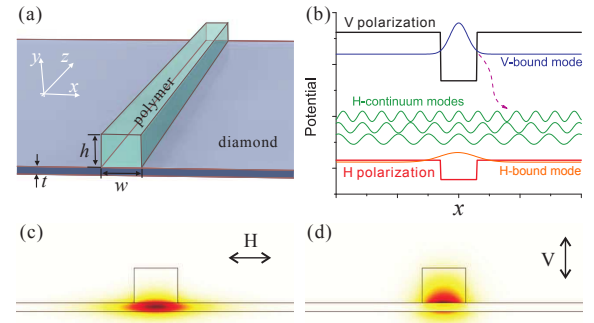 (a)
y
z
x
polymer
h
diamond
t
w
(b)
V polarization
V-bound mode
H-continuum modes
Potential
H-bound mode
H polarization
x
(c)
H
(d)
V